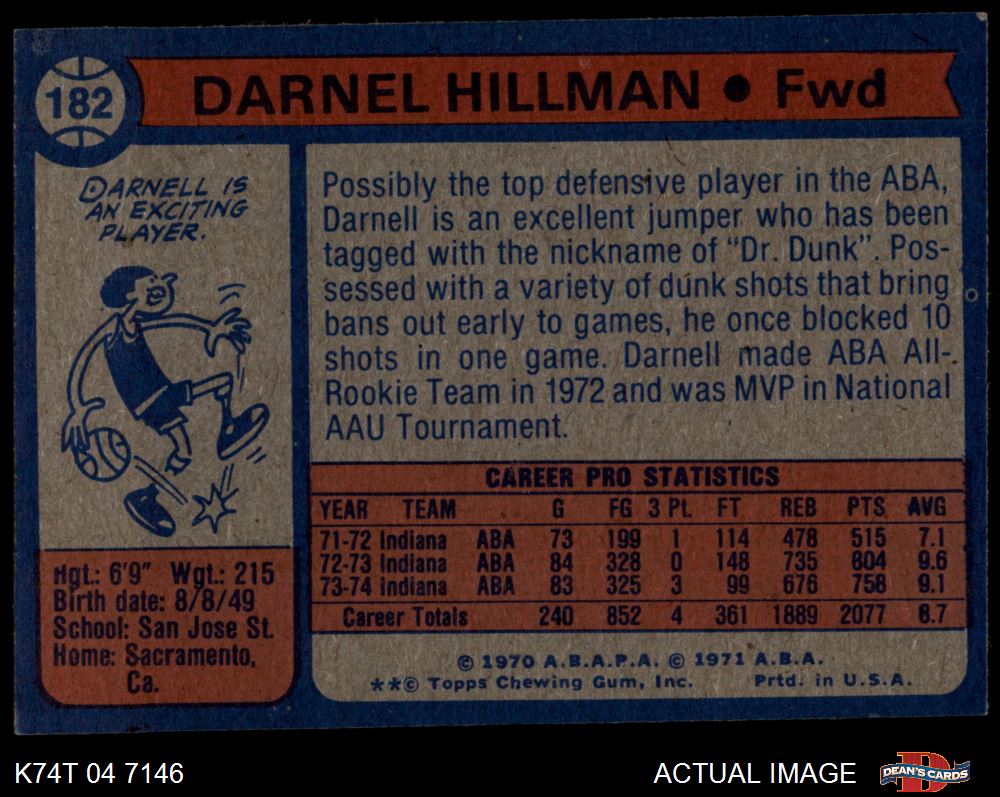 182
DARNEL HILLMAN ● Fwd
DARNELL IS
AN EXCITING
PLAYER.
Hgt.: 6'9" Wgt.: 215
Birth date: 8/8/49
School: San Jose St.
Home: Sacramento,
Ca.
Possibly the top defensive player in the ABA,
Darnell is an excellent jumper who has been
tagged with the nickname of "Dr. Dunk". Pos-
sessed with a variety of dunk shots that bring
bans out early to games, he once blocked 10
shots in one game. Darnell made ABA All-
Rookie Team in 1972 and was MVP in National
AAU Tournament.
CAREER PRO STATISTICS
YEAR TEAM G FG 3 Pt. FT REB PTS AVG
71-72 Indiana ABA 73 199 1 114 478 515 7.1
72-73 Indiana ABA 84 328 0 148 735 804 9.6
73-74 Indiana ABA 83 325 3 99 676 758 9.1
Career Totals 240 852 4 361 1889 2077 8.7
© 1970 A.B.A.P.A. © 1971 A.B.A.
**© Topps Chewing Gum, Inc. Prtd. in U.S.A.
K74T 04 7146
ACTUAL IMAGE
DEAN'S CARDS